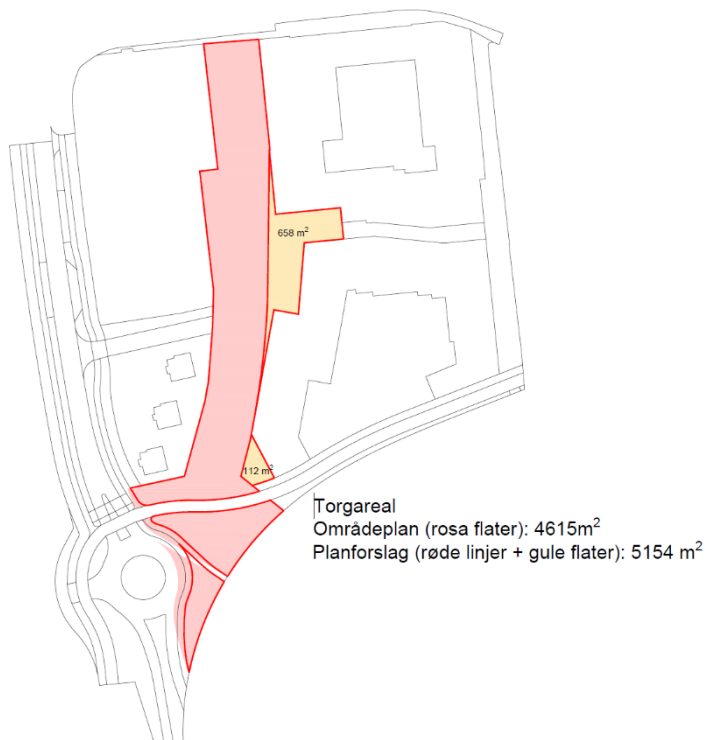 658 m²
112 m²
Torgareal
Områdeplan (rosa flater): 4615m²
Planforslag (røde linjer + gule flater): 5154 m²